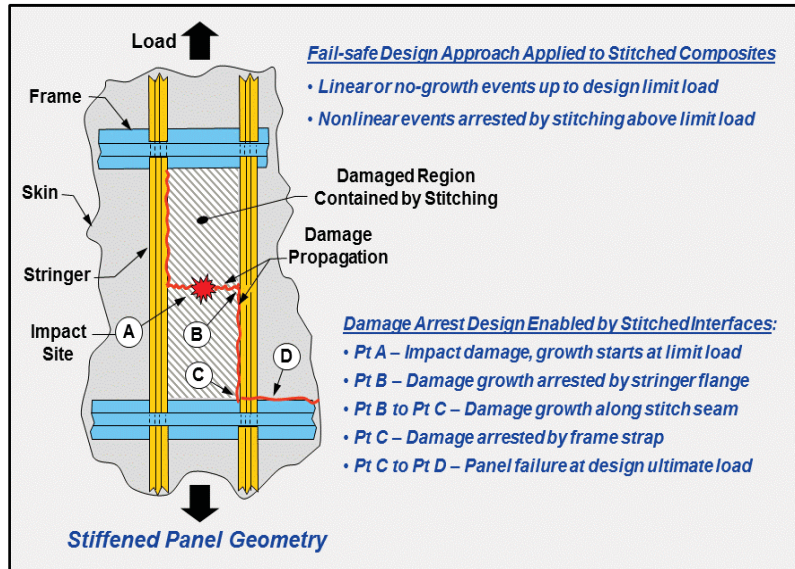 Load
Fail-safe Design Approach Applied to Stitched Composites
• Linear or no-growth events up to design limit load
• Nonlinear events arrested by stitching above limit load
Frame
Skin
Damaged Region
Contained by Stitching
Damage
Propagation
Stringer
Impact
Site
A
B
C
D
Damage Arrest Design Enabled by Stitched Interfaces:
• Pt A – Impact damage, growth starts at limit load
• Pt B – Damage growth arrested by stringer flange
• Pt B to Pt C – Damage growth along stitch seam
• Pt C – Damage arrested by frame strap
• Pt C to Pt D – Panel failure at design ultimate load
Stiffened Panel Geometry